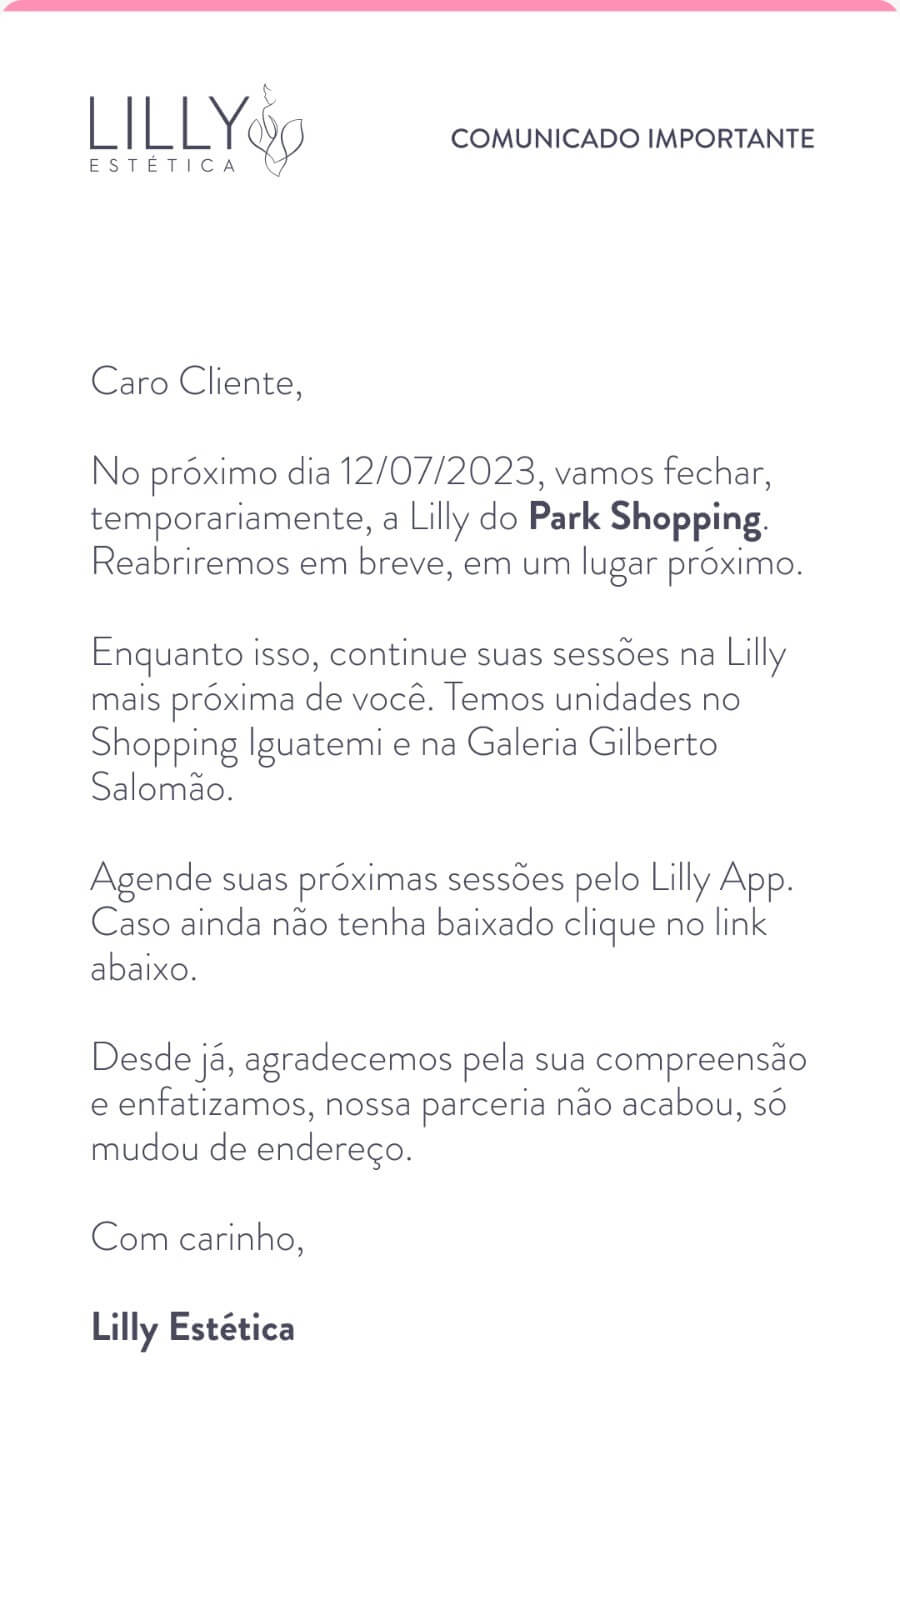 LILLY
ESTÉTICA
COMUNICADO IMPORTANTE
Caro Cliente,
No próximo dia 12/07/2023, vamos fechar,
temporariamente, a Lilly do Park Shopping.
Reabriremos em breve, em um lugar próximo.
Enquanto isso, continue suas sessões na Lilly
mais próxima de você. Temos unidades no
Shopping Iguatemi e na Galeria Gilberto
Salomão.
Agende suas próximas sessões pelo Lilly App.
Caso ainda não tenha baixado clique no link
abaixo.
Desde já, agradecemos pela sua compreensão
e enfatizamos, nossa parceria não acabou, só
mudou de endereço.
Com carinho,
Lilly Estética